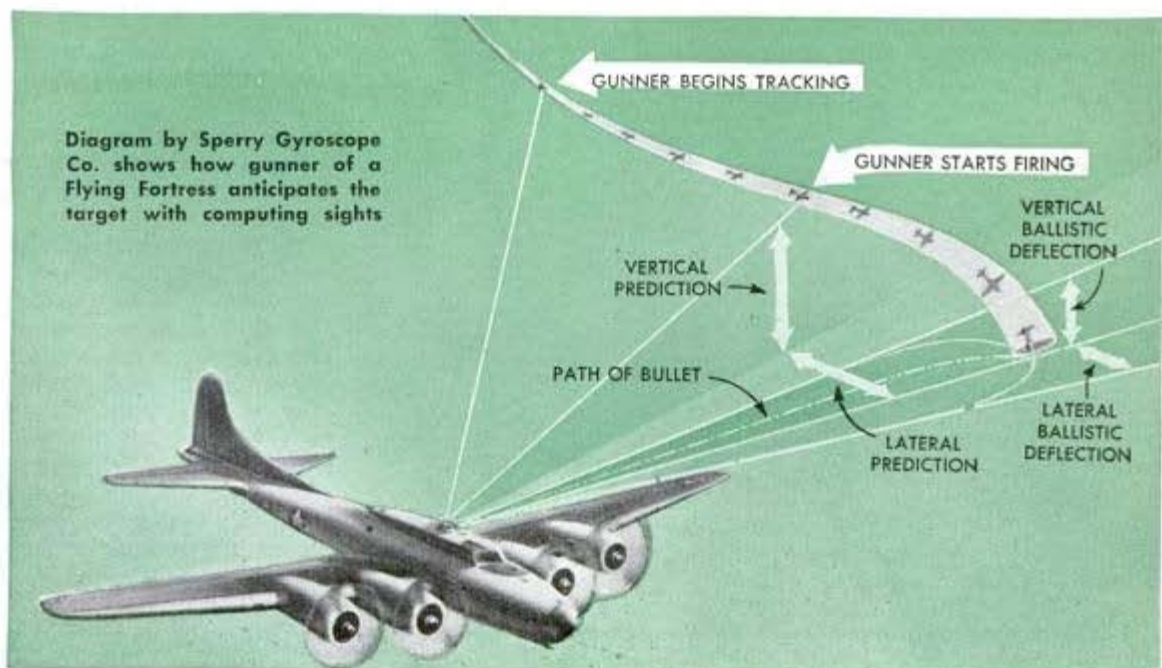 GUNNER BEGINS TRACKING
Diagram by Sperry Gyroscope
Co. shows how gunner of a
Flying Fortress anticipates the
target with computing sights
GUNNER STARTS FIRING
VERTICAL
BALLISTIC
DEFLECTION
VERTICAL
PREDICTION
PATH OF BULLET
LATERAL
PREDICTION
LATERAL
BALLISTIC
DEFLECTION